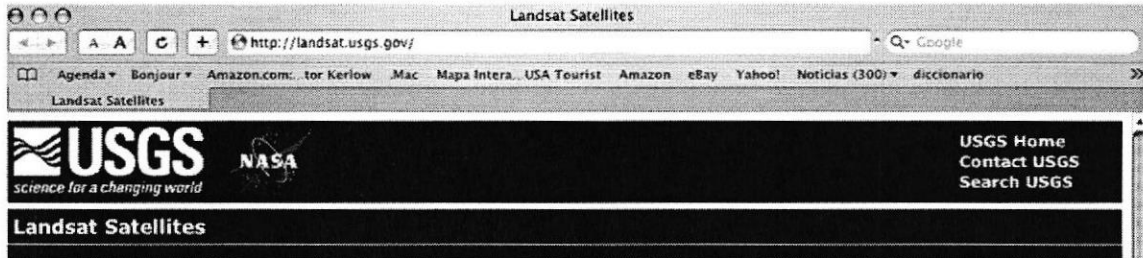 Landsat Satellites
A A C + http://landsat.usgs.gov/ Q- Google
Agenda Bonjour Amazon.com:...tor Kerlow .Mac Mapa Intera... USA Tourist Amazon eBay Yahoo! Noticias (300) diccionario »
Landsat Satellites
USGS
science for a changing world
NASA
USGS Home
Contact USGS
Search USGS
Landsat Satellites